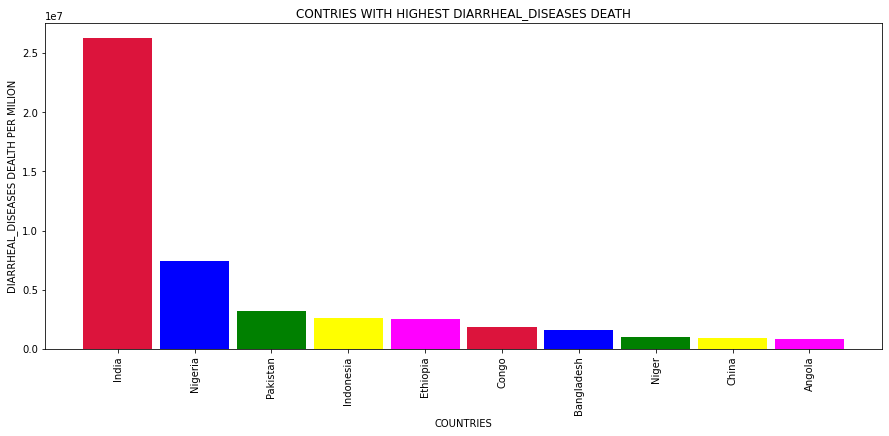 CONTRIES WITH HIGHEST DIARRHEAL_DISEASES DEATH
1e7
DIARRHEAL_DISEASES DEALTH PER MILION
2.5
2.0
1.5
1.0
0.5
0.0
India
Nigeria
Pakistan
Indonesia
Ethiopia
Congo
Bangladesh
Niger
China
Angola
COUNTRIES